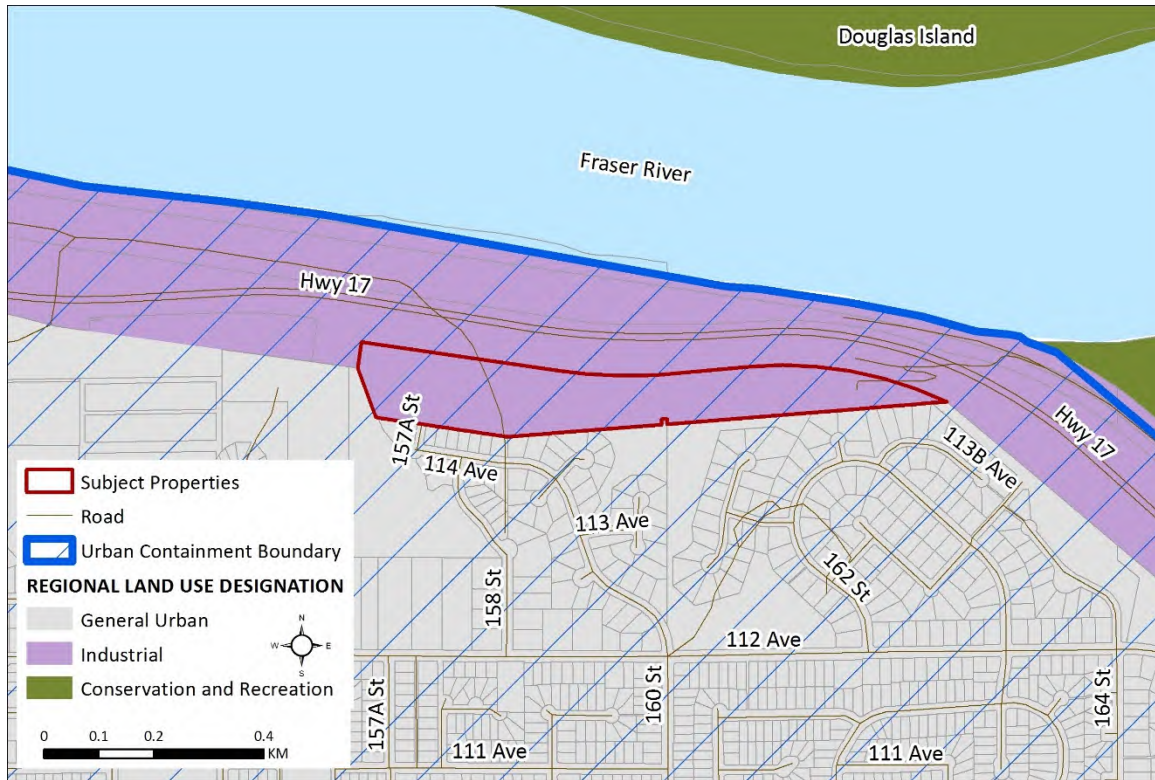 Douglas Island
Fraser River
Hwy 17
157A St
114 Ave
113B Ave
Hwy 17
113 Ave
158 St
162 St
112 Ave
157A St
160 St
164 St
111 Ave
111 Ave
Subject Properties
Road
Urban Containment Boundary
REGIONAL LAND USE DESIGNATION
General Urban
Industrial
Conservation and Recreation
N
W E
S
0 0.1 0.2 0.4
KM